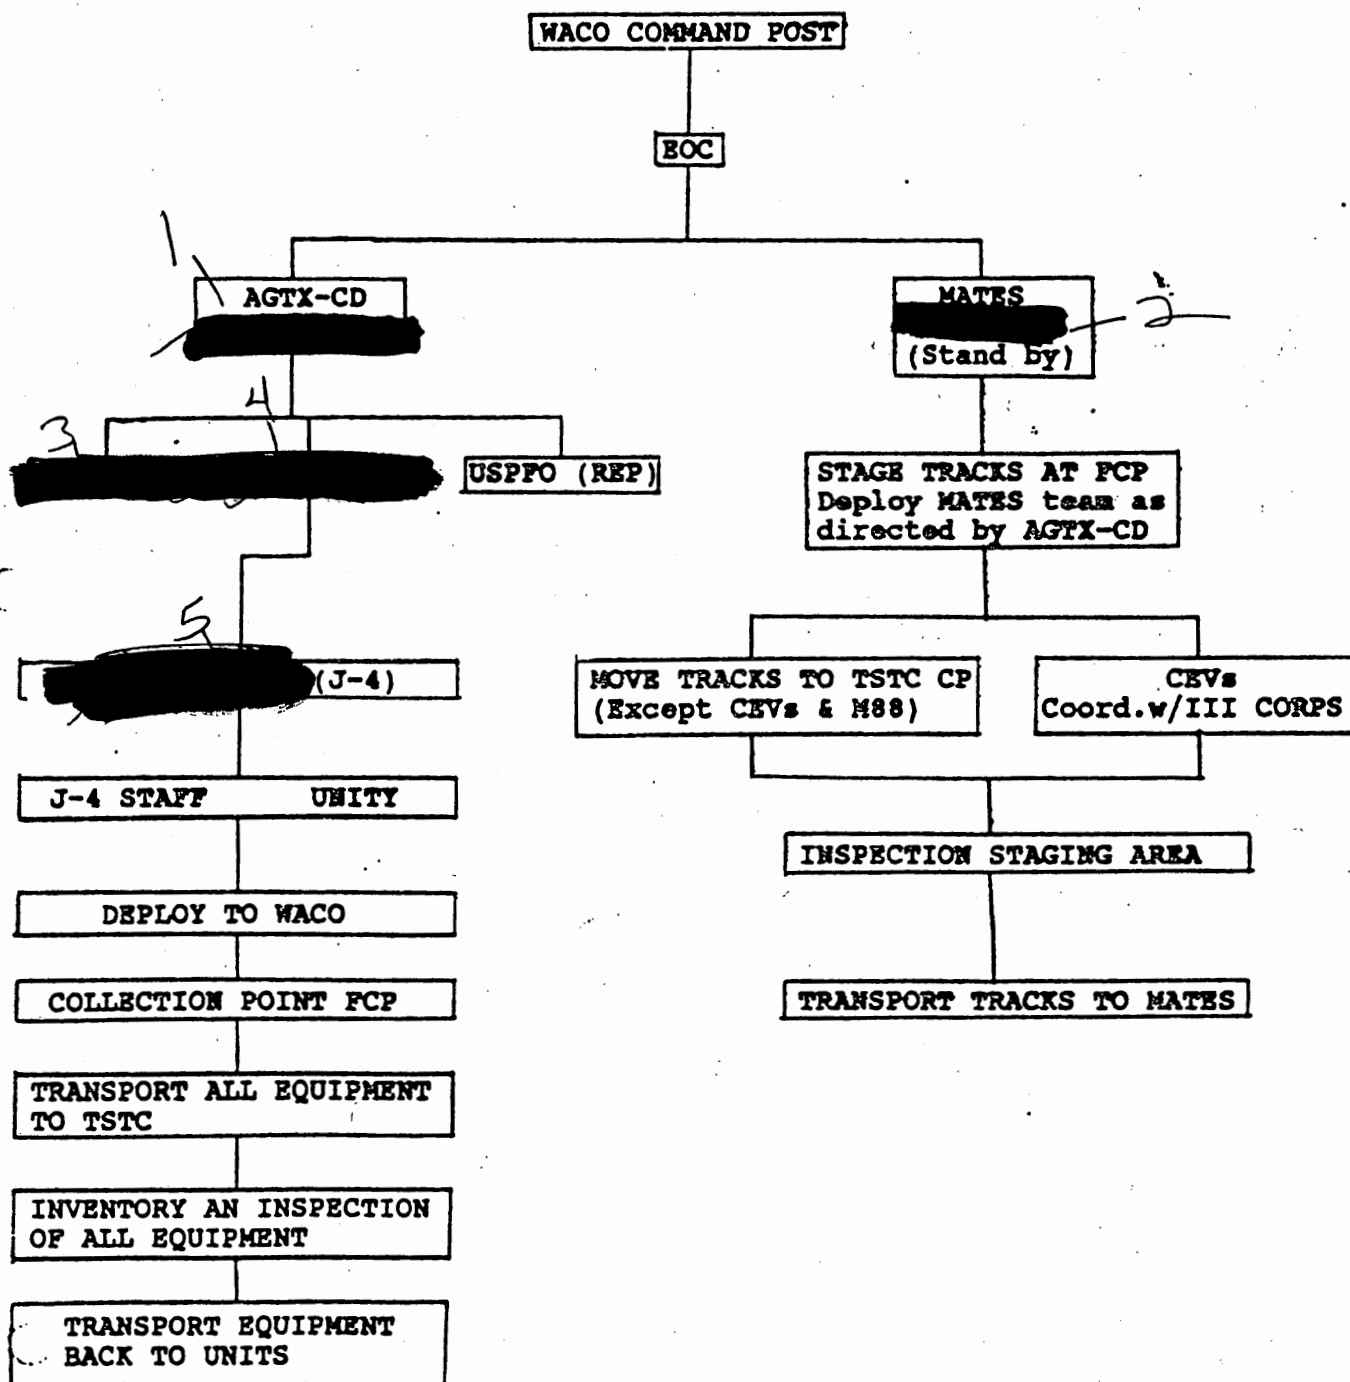 WACO COMMAND POST
EOC
1
AGTX-CD
MATES
2
(Stand by)
3
4
USPFO (REP)
STAGE TRACKS AT FCP
Deploy MATES team as
directed by AGTX-CD
5
(J-4)
MOVE TRACKS TO TSTC CP
(Except CEVs & M88)
CEVs
Coord.w/III CORPS
J-4 STAFF UNITY
INSPECTION STAGING AREA
DEPLOY TO WACO
COLLECTION POINT FCP
TRANSPORT TRACKS TO MATES
TRANSPORT ALL EQUIPMENT
TO TSTC
INVENTORY AN INSPECTION
OF ALL EQUIPMENT
TRANSPORT EQUIPMENT
BACK TO UNITS